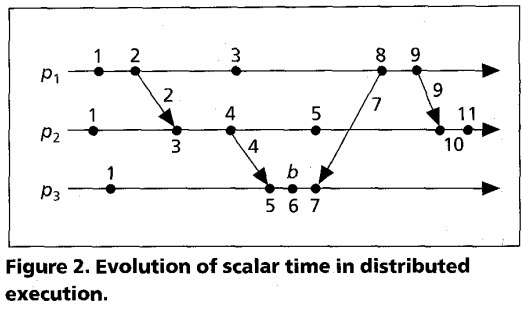 1 2 3 8 9
p1
2 7 9
1 4 5 11
p2
3 4 10
1 b
p3
5 6 7
Figure 2. Evolution of scalar time in distributed
execution.